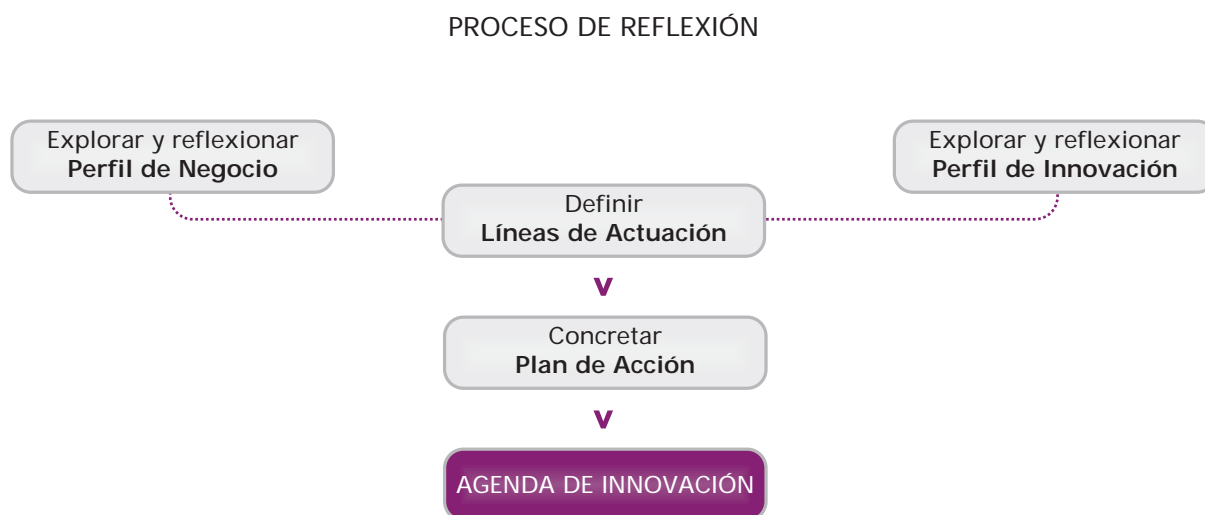 PROCESO DE REFLEXIÓN
Explorar y reflexionar
Perfil de Negocio
Explorar y reflexionar
Perfil de Innovación
Definir
Líneas de Actuación
v
Concretar
Plan de Acción
v
AGENDA DE INNOVACIÓN